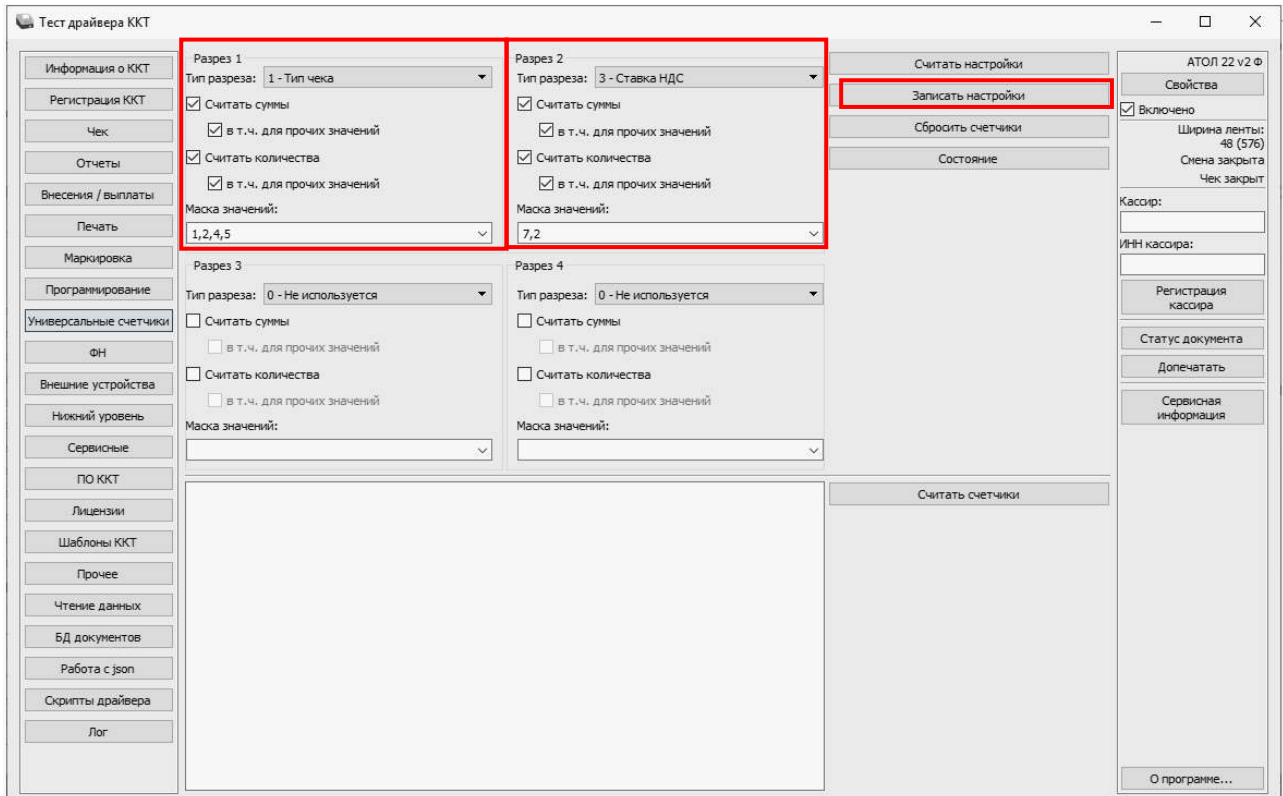 Тест драйвера ККТ
Информация о ККТ
Регистрация ККТ
Чек
Отчеты
Внесения / выплаты
Печать
Маркировка
Программирование
Универсальные счетчики
ФН
Внешние устройства
Нижний уровень
Сервисные
ПО ККТ
Лицензии
Шаблоны ККТ
Прочее
Чтение данных
БД документов
Работа с json
Скрипты драйвера
Лог
Разрез 1
Тип разреза: 1 - Тип чека
Считать суммы
в т.ч. для прочих значений
Считать количества
в т.ч. для прочих значений
Маска значений:
1,2,4,5
Разрез 2
Тип разреза: 3 - Ставка НДС
Считать суммы
в т.ч. для прочих значений
Считать количества
в т.ч. для прочих значений
Маска значений:
7,2
Разрез 3
Тип разреза: 0 - Не используется
Считать суммы
в т.ч. для прочих значений
Считать количества
в т.ч. для прочих значений
Маска значений:
Разрез 4
Тип разреза: 0 - Не используется
Считать суммы
в т.ч. для прочих значений
Считать количества
в т.ч. для прочих значений
Маска значений:
Считать настройки
Записать настройки
Сбросить счетчики
Состояние
Считать счетчики
АТОЛ 22 v2 Ф
Свойства
Включено
Ширина ленты:
48 (576)
Смена закрыта
Чек закрыт
Кассир:
ИНН кассира:
Регистрация
кассира
Статус документа
Допечатать
Сервисная
информация
О программе...